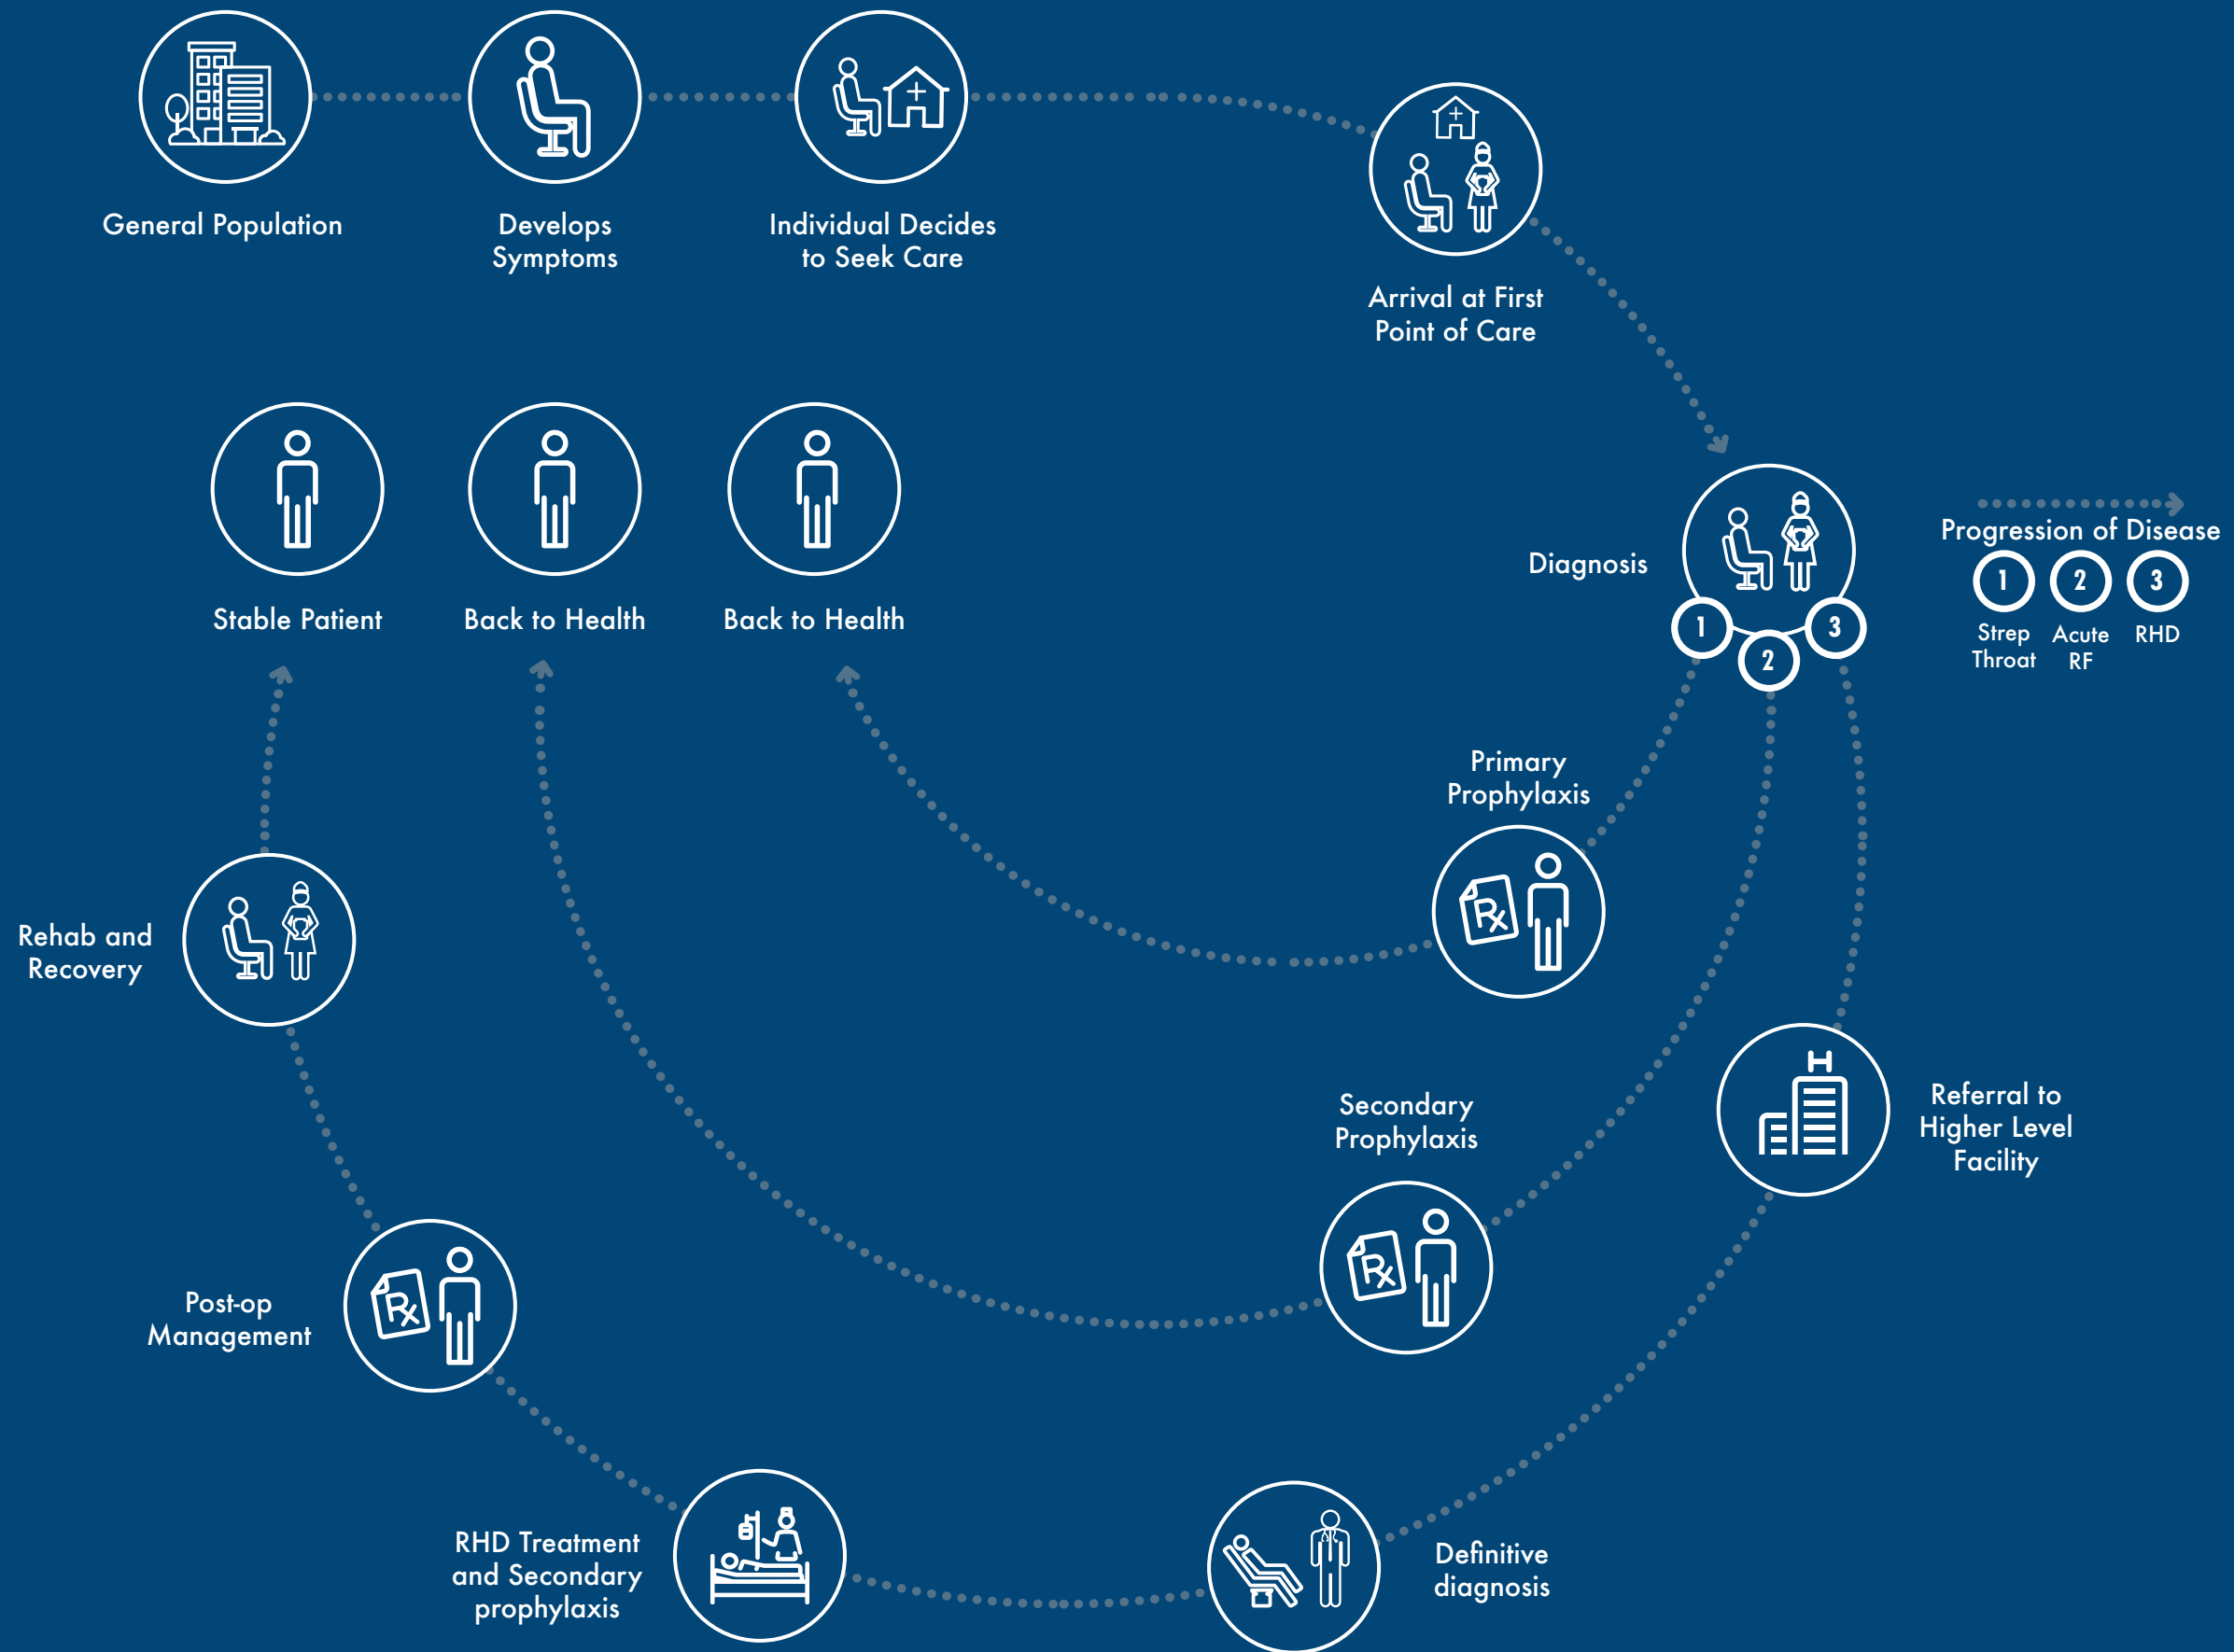 General Population
Develops
Symptoms
Individual Decides
to Seek Care
Arrival at First
Point of Care
Stable Patient
Back to Health
Back to Health
Diagnosis
1
2
3
Progression of Disease
1
2
3
Strep
Throat
Acute
RF
RHD
Primary
Prophylaxis
Rx
Rehab and
Recovery
Secondary
Prophylaxis
Rx
H
Referral to
Higher Level
Facility
Post-op
Management
Rx
RHD Treatment
and Secondary
prophylaxis
Definitive
diagnosis